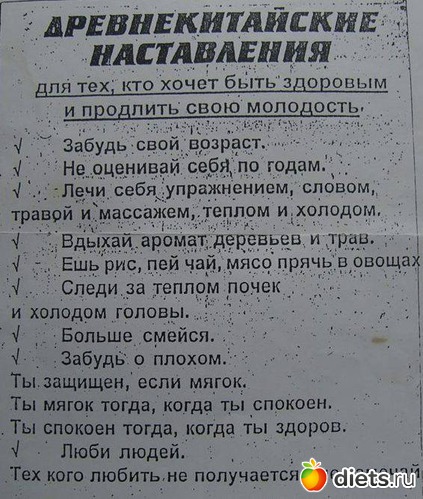 ДРЕВНЕКИТАЙСКИЕ
НАСТАВЛЕНИЯ
для тех, кто хочет быть здоровым
и продлить свою молодость.
√ Забудь свой возраст.
√ Не оценивай себя по годам.
√ Лечи себя упражнением, словом,
травой и массажем, теплом и холодом.
√ Вдыхай аромат деревьев и трав.
√ Ешь рис, пей чай, мясо прячь в овощах
√ Следи за теплом почек
и холодом головы.
√ Больше смейся.
√ Забудь о плохом.
Ты защищен, если мягок.
Ты мягок тогда, когда ты спокоен.
Ты спокоен тогда, когда ты здоров.
√ Люби людей.
Тех кого любить не получается
diets.ru